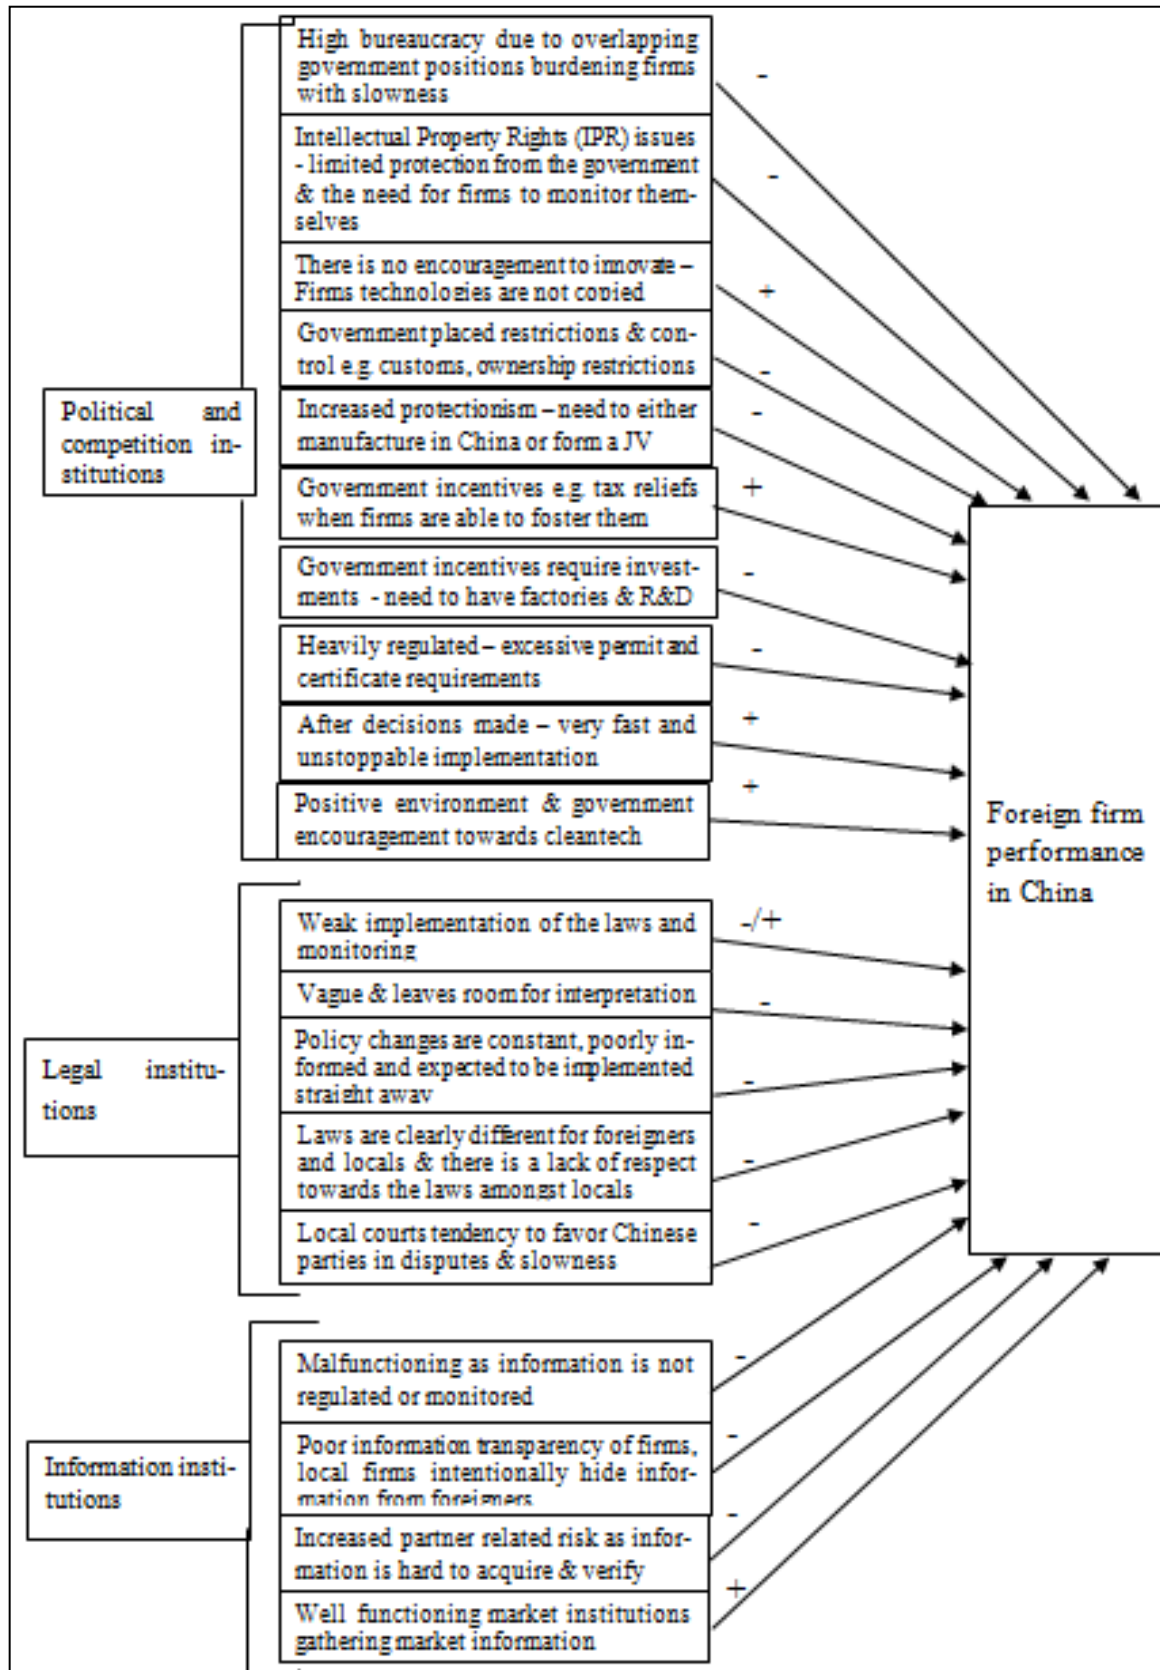 High bureaucracy due to overlapping
government positions burdening firms
with slowness
-
Intellectual Property Rights (IPR) issues
- limited protection from the government
& the need for firms to monitor them-
selves
-
There is no encouragement to innovate –
Firms technologies are not copied
+
Government placed restrictions & con-
trol e.g. customs, ownership restrictions
-
Political and
competition in-
stitutions
Increased protectionism – need to either
manufacture in China or form a JV
-
Government incentives e.g. tax reliefs
when firms are able to foster them
+
Government incentives require invest-
ments - need to have factories & R&D
-
Heavily regulated – excessive permit and
certificate requirements
-
After decisions made – very fast and
unstoppable implementation
+
Positive environment & government
encouragement towards cleantech
+
Foreign firm
performance
in China
Weak implementation of the laws and
monitoring
-/+
Vague & leaves room for interpretation
-
Legal institu-
tions
Policy changes are constant, poorly in-
formed and expected to be implemented
straight away
-
Laws are clearly different for foreigners
and locals & there is a lack of respect
towards the laws amongst locals
-
Local courts tendency to favor Chinese
parties in disputes & slowness
-
Malfunctioning as information is not
regulated or monitored
-
Information insti-
tutions
Poor information transparency of firms,
local firms intentionally hide infor-
mation from foreigners
-
Increased partner related risk as infor-
mation is hard to acquire & verify
-
Well functioning market institutions
gathering market information
+